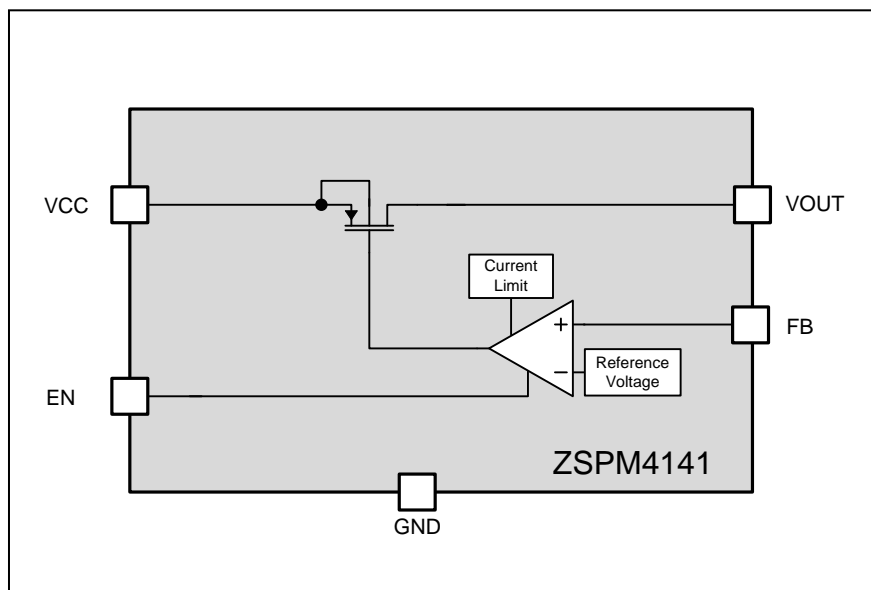 VCC
VOUT
Current
Limit
+
FB
Reference
Voltage
−
EN
ZSPM4141
GND